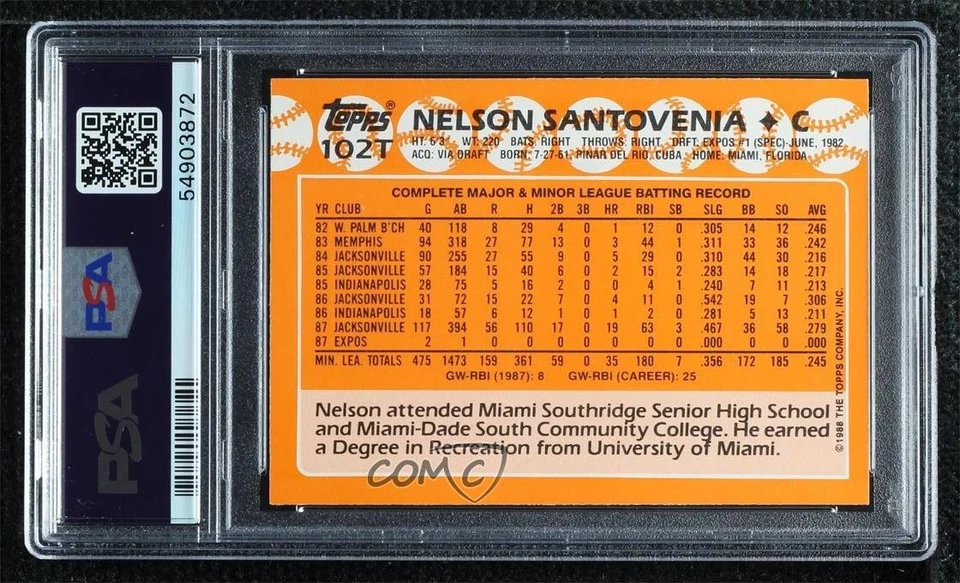 54903872
PSA
PSA
Topps®
102T
NELSON SANTOVENIA ♦ C
HT: 6'3" WT: 220 BATS: RIGHT THROWS: RIGHT DRFT: EXPOS #1 (SPEC)-JUNE, 1982
ACQ: VIA DRAFT BORN: 7-27-61, PINAR DEL RIO, CUBA HOME: MIAMI, FLORIDA
COMPLETE MAJOR & MINOR LEAGUE BATTING RECORD
YR CLUB G AB R H 2B 3B HR RBI SB SLG BB SO AVG
82 W. PALM B'CH 40 118 8 29 4 0 1 12 0 .305 14 12 .246
83 MEMPHIS 94 318 27 77 13 0 3 44 1 .311 33 36 .242
84 JACKSONVILLE 90 255 27 55 9 0 5 29 0 .310 44 30 .216
85 JACKSONVILLE 57 184 15 40 6 0 2 15 2 .283 14 18 .217
85 INDIANAPOLIS 28 75 5 16 2 0 0 4 1 .240 7 11 .213
86 JACKSONVILLE 31 72 15 22 7 0 4 11 0 .542 19 7 .306
86 INDIANAPOLIS 18 57 6 12 1 0 1 2 0 .281 5 13 .211
87 JACKSONVILLE 117 394 56 110 17 0 19 63 3 .467 36 58 .279
87 EXPOS 2 1 0 0 0 0 0 0 0 .000 0 0 .000
MIN. LEA. TOTALS 475 1473 159 361 59 0 35 180 7 .356 172 185 .245
GW-RBI (1987): 8 GW-RBI (CAREER): 25
Nelson attended Miami Southridge Senior High School
and Miami-Dade South Community College. He earned
a Degree in Recreation from University of Miami.
©1988 THE TOPPS COMPANY, INC.
COMC